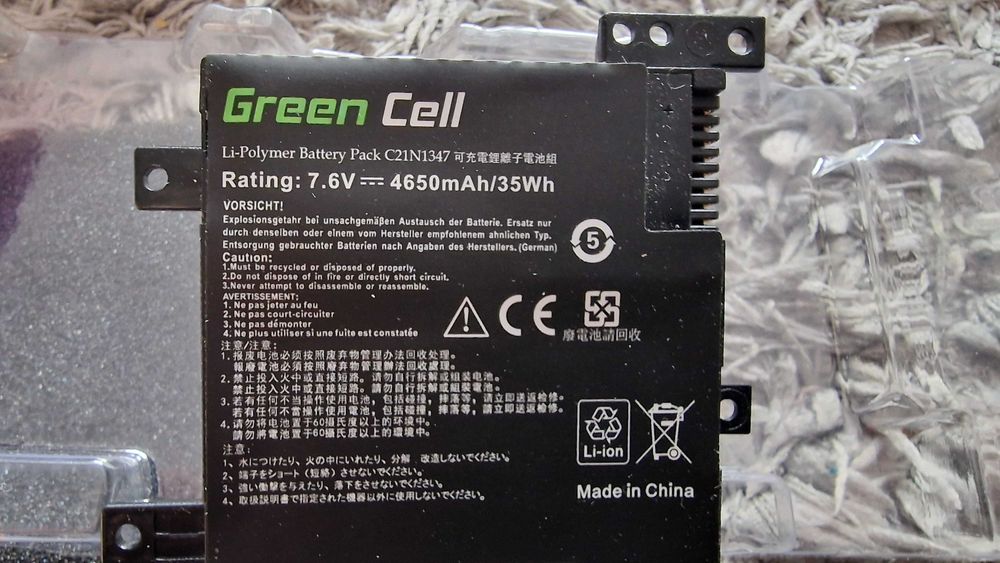 Green Cell
Li-Polymer Battery Pack C21N1347 可充電鋰離子電池組
Rating: 7.6V 4650mAh/35Wh
VORSICHT!
Explosionsgetahr bei unsachgemäßen Austausch der Batterie. Ersatz nur
durch denselben oder einem vom Hersteller empfohlenem ahnlichen Typ.
Entsorgung gebrauchter Batterien nach Angaben des Herstellers. (German)
5
Caution:
1.Must be recycled or disposed of properly.
2.Do not dispose of in fire or directly short circuit.
3.Never attempt to disassemble or reassemble.
AVERTISSEMENT:
1. Ne pas jeter au feu
2. Ne pas court-circuiter
3. Ne pas démonter
4. Ne plus utiliser si une fuite est constatée
CE
廢電池請回收
注意/注意:
1. 报废电池必须按照废弃物管理办法回收处理。
報廢電池必須按照廢弃物管理辦法回收處理。
2. 禁止投入火中或直接短路。请勿自行拆解或组装电池。
禁止投入火中或直接短路。請勿自行拆解或組裝電池。
3. 若有任何不当操作使用电池，包括碰撞，摔落等，请立即送返检修。
若有任何不當操作使用電池，包括碰撞，摔落等，請立即送返檢修。
4. 请勿将电池置于60摄氏度以上的环境中。
請勿將電池置于60攝氏度以上的環境中。
注意:
1、水につけたり、火の中にいれたり、分解 改造しないでください。
2、端子をショート（短絡）させないでください。
3、強い衝撃を与えたり、落下をさせないでください。
4、取扱説明書で指定された機器以外に使用しないでください。
Li-ion
Made in China